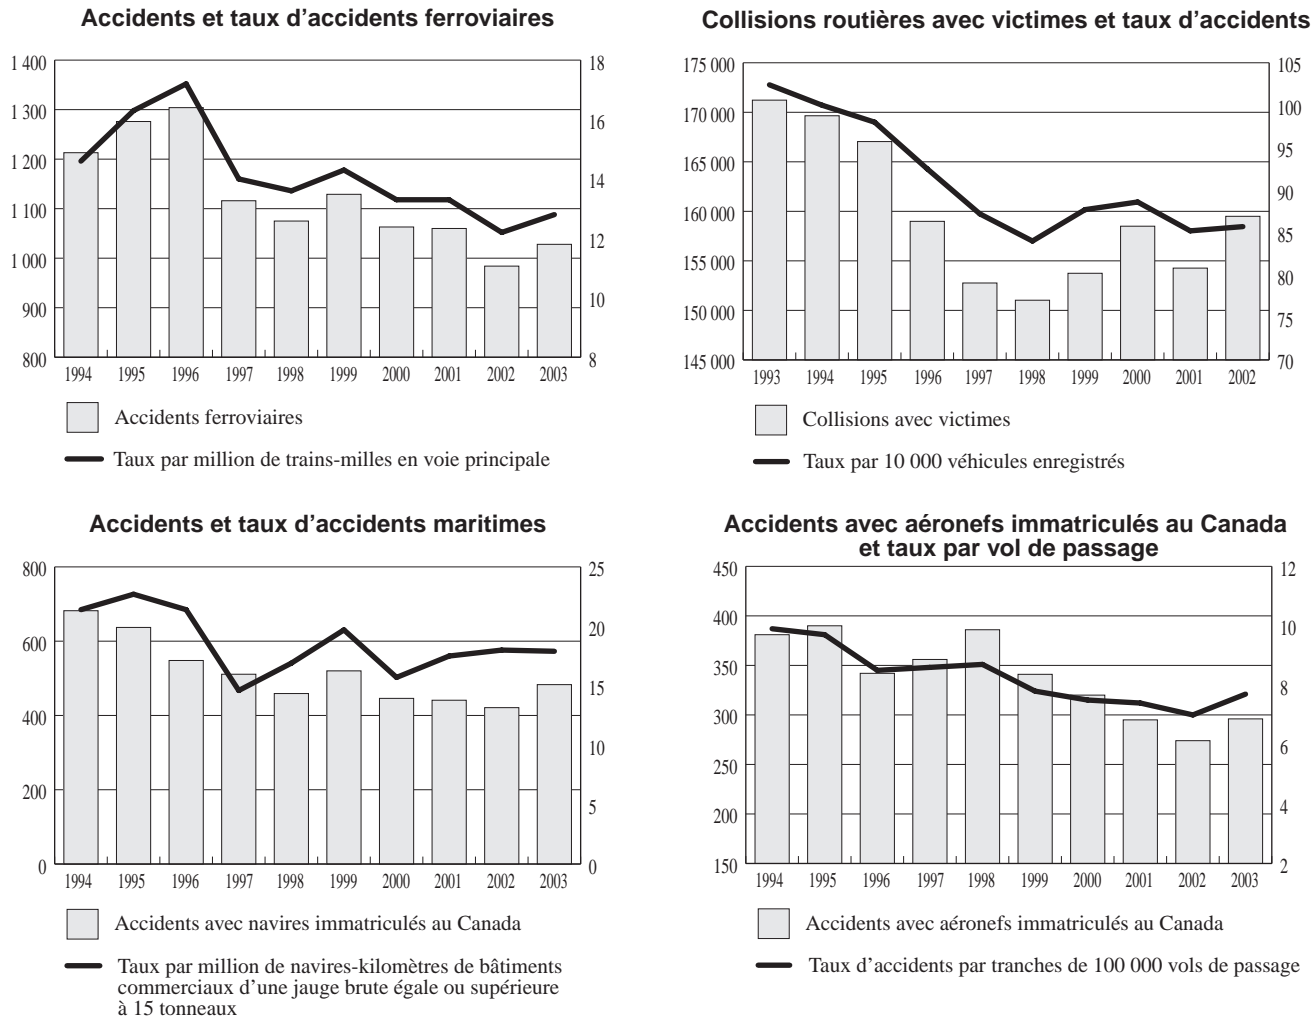 Accidents et taux d’accidents ferroviaires
1 400
1 300
1 200
1 100
1 000
900
800
18
16
14
12
10
8
1994 1995 1996 1997 1998 1999 2000 2001 2002 2003
Accidents ferroviaires
Taux par million de trains-milles en voie principale
Collisions routières avec victimes et taux d’accidents
175 000
170 000
165 000
160 000
155 000
150 000
145 000
105
100
95
90
85
80
75
70
1993 1994 1995 1996 1997 1998 1999 2000 2001 2002
Collisions avec victimes
Taux par 10 000 véhicules enregistrés
Accidents et taux d’accidents maritimes
800
600
400
200
0
25
20
15
10
5
0
1994 1995 1996 1997 1998 1999 2000 2001 2002 2003
Accidents avec navires immatriculés au Canada
Taux par million de navires-kilomètres de bâtiments
commerciaux d’une jauge brute égale ou supérieure
à 15 tonneaux
Accidents avec aéronefs immatriculés au Canada
et taux par vol de passage
450
400
350
300
250
200
150
12
10
8
6
4
2
1994 1995 1996 1997 1998 1999 2000 2001 2002 2003
Accidents avec aéronefs immatriculés au Canada
Taux d’accidents par tranches de 100 000 vols de passage